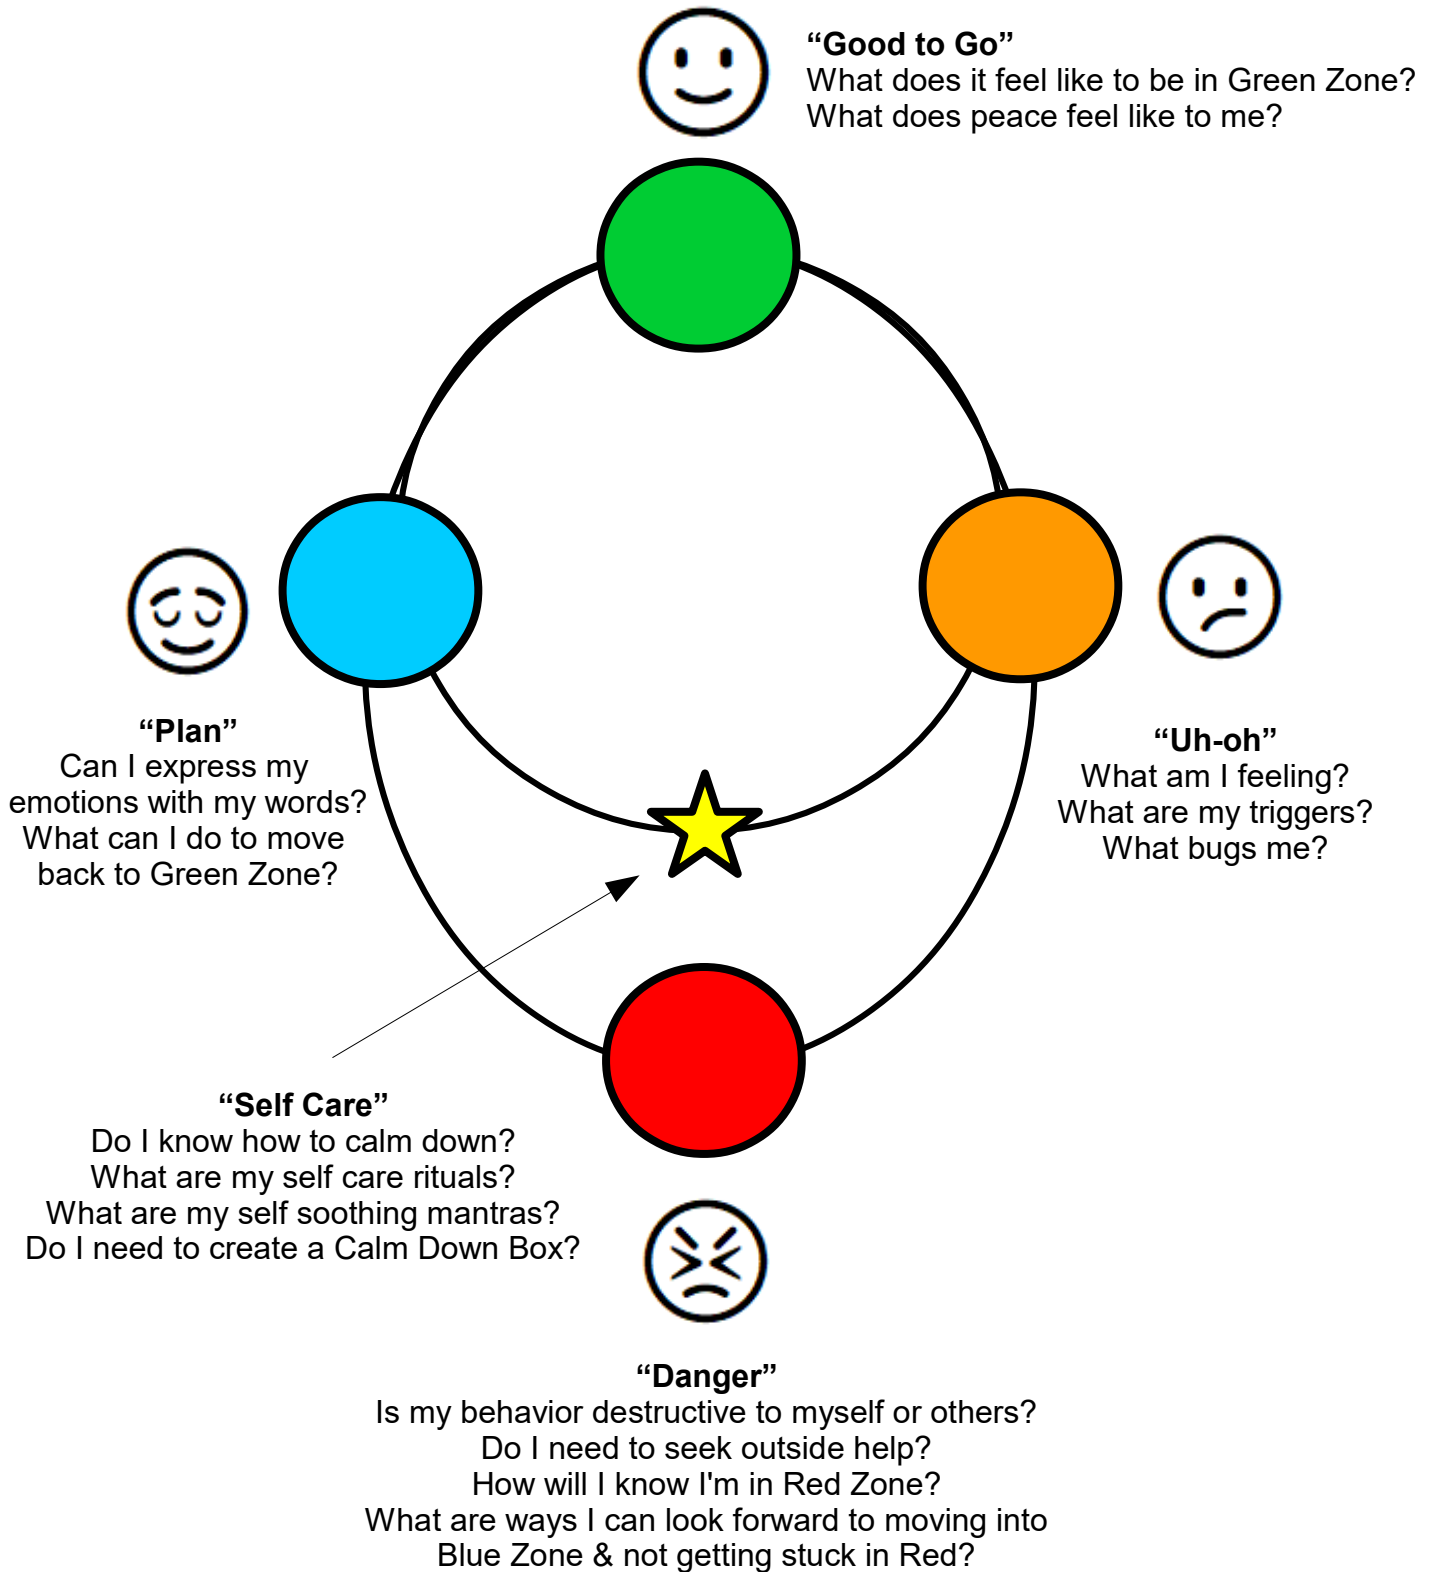 “Good to Go”
What does it feel like to be in Green Zone?
What does peace feel like to me?
“Plan”
Can I express my
emotions with my words?
What can I do to move
back to Green Zone?
“Uh-oh”
What am I feeling?
What are my triggers?
What bugs me?
“Self Care”
Do I know how to calm down?
What are my self care rituals?
What are my self soothing mantras?
Do I need to create a Calm Down Box?
“Danger”
Is my behavior destructive to myself or others?
Do I need to seek outside help?
How will I know I'm in Red Zone?
What are ways I can look forward to moving into
Blue Zone & not getting stuck in Red?